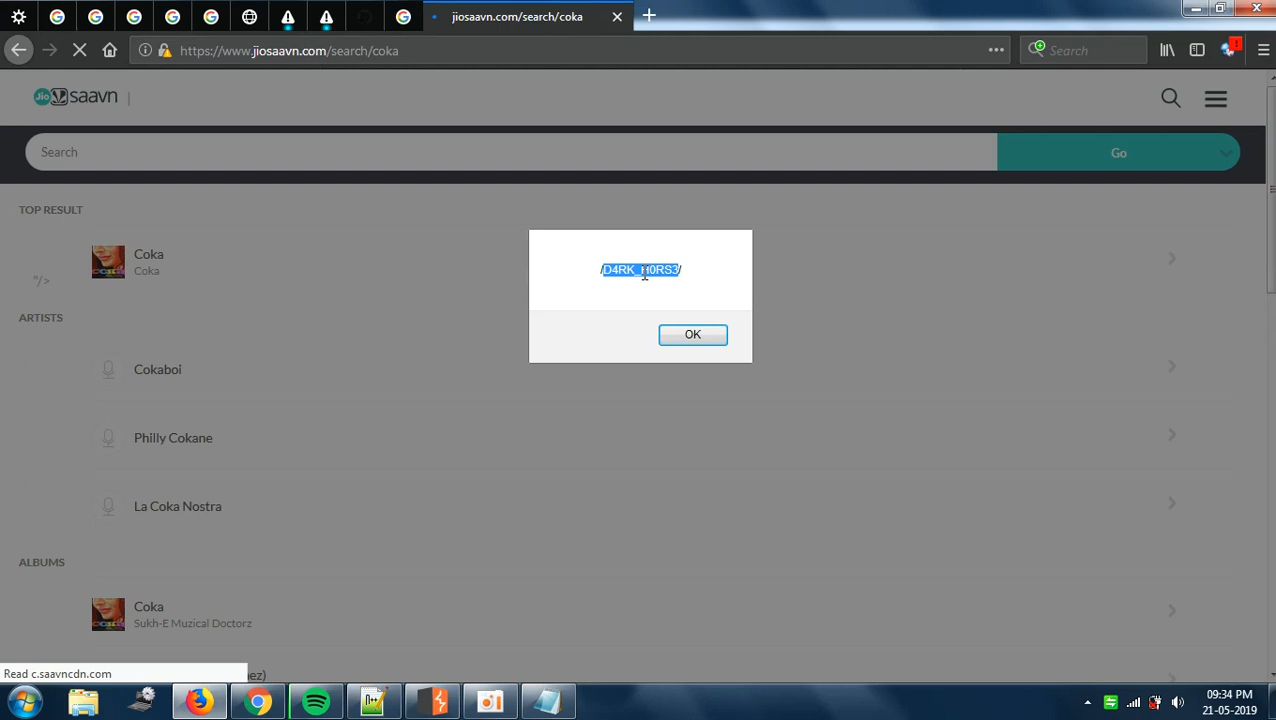 jiosaavn.com/search/coka
https://www.jiosaavn.com/search/coka
Search
Jio saavn
Search
Go
TOP RESULT
Coka
Coka
"/>
ARTISTS
Cokaboi
Philly Cokane
La Coka Nostra
ALBUMS
Coka
Sukh-E Muzical Doctorz
/D4RK_H0RS3/
OK
Read c.saavncdn.com
09:34 PM
21-05-2019